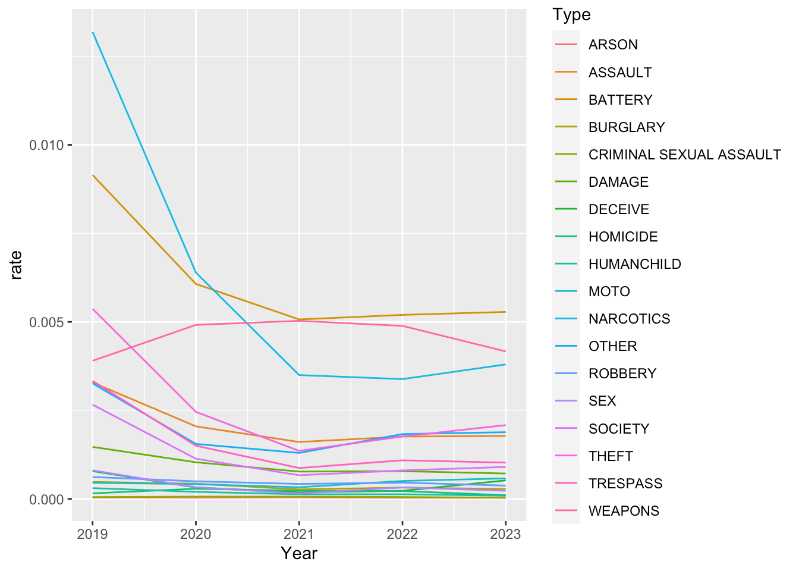 Type
ARSON
ASSAULT
BATTERY
BURGLARY
CRIMINAL SEXUAL ASSAULT
DAMAGE
DECEIVE
HOMICIDE
HUMANCHILD
MOTO
NARCOTICS
OTHER
ROBBERY
SEX
SOCIETY
THEFT
TRESPASS
WEAPONS
rate
0.010
0.005
0.000
2019 2020 2021 2022 2023
Year